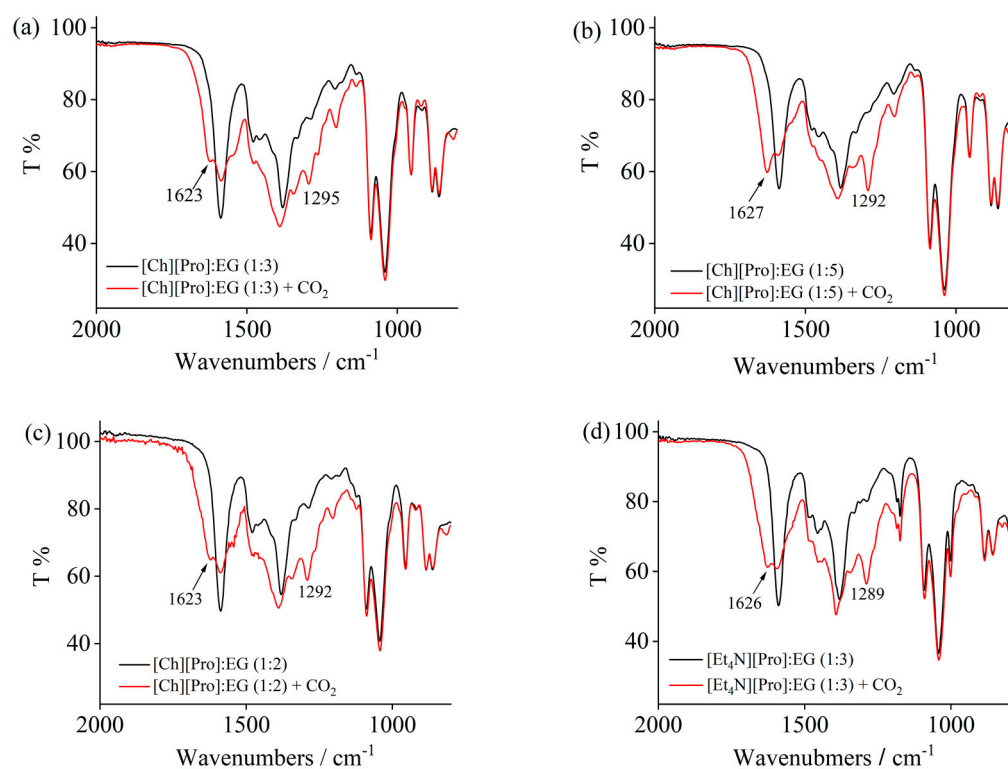 (a)
100
80
60
40
T %
1623
1295
[Ch][Pro]:EG (1:3)
[Ch][Pro]:EG (1:3) + CO₂
2000
1500
1000
Wavenumbers / cm⁻¹
(b)
100
80
60
40
T %
1627
1292
[Ch][Pro]:EG (1:5)
[Ch][Pro]:EG (1:5) + CO₂
2000
1500
1000
Wavenumbers / cm⁻¹
(c)
100
80
60
40
T %
1623
1292
[Ch][Pro]:EG (1:2)
[Ch][Pro]:EG (1:2) + CO₂
2000
1500
1000
Wavenumbers / cm⁻¹
(d)
100
80
60
40
T %
1626
1289
[Et₄N][Pro]:EG (1:3)
[Et₄N][Pro]:EG (1:3) + CO₂
2000
1500
1000
Wavenubmers / cm⁻¹